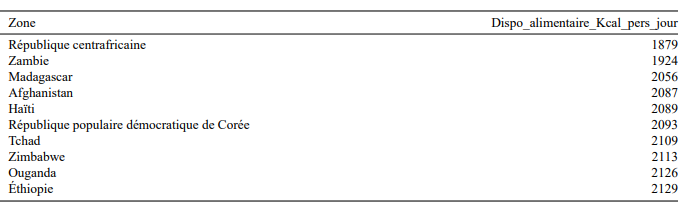 Zone Dispo_alimentaire_Kcal_pers_jour
République centrafricaine 1879
Zambie 1924
Madagascar 2056
Afghanistan 2087
Haïti 2089
République populaire démocratique de Corée 2093
Tchad 2109
Zimbabwe 2113
Ouganda 2126
Éthiopie 2129